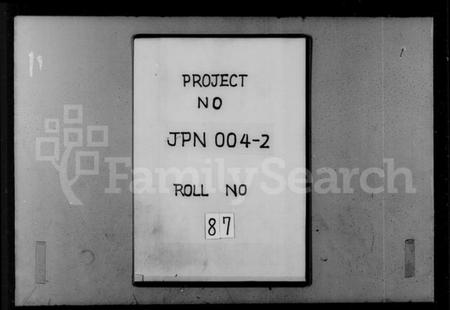 PROJECT
NO
JPN 004-2
FamilySearch
ROLL NO
87